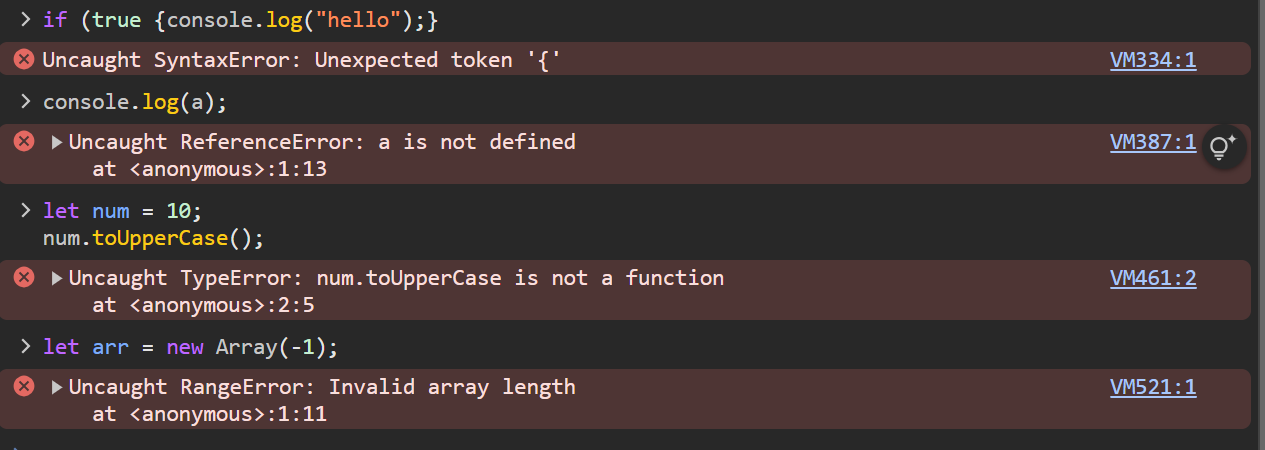 > if (true {console.log("hello");}
Uncaught SyntaxError: Unexpected token '{' VM334:1
> console.log(a);
▶Uncaught ReferenceError: a is not defined VM387:1
at <anonymous>:1:13
> let num = 10;
num.toUpperCase();
▶Uncaught TypeError: num.toUpperCase is not a function VM461:2
at <anonymous>:2:5
> let arr = new Array(-1);
▶Uncaught RangeError: Invalid array length VM521:1
at <anonymous>:1:11